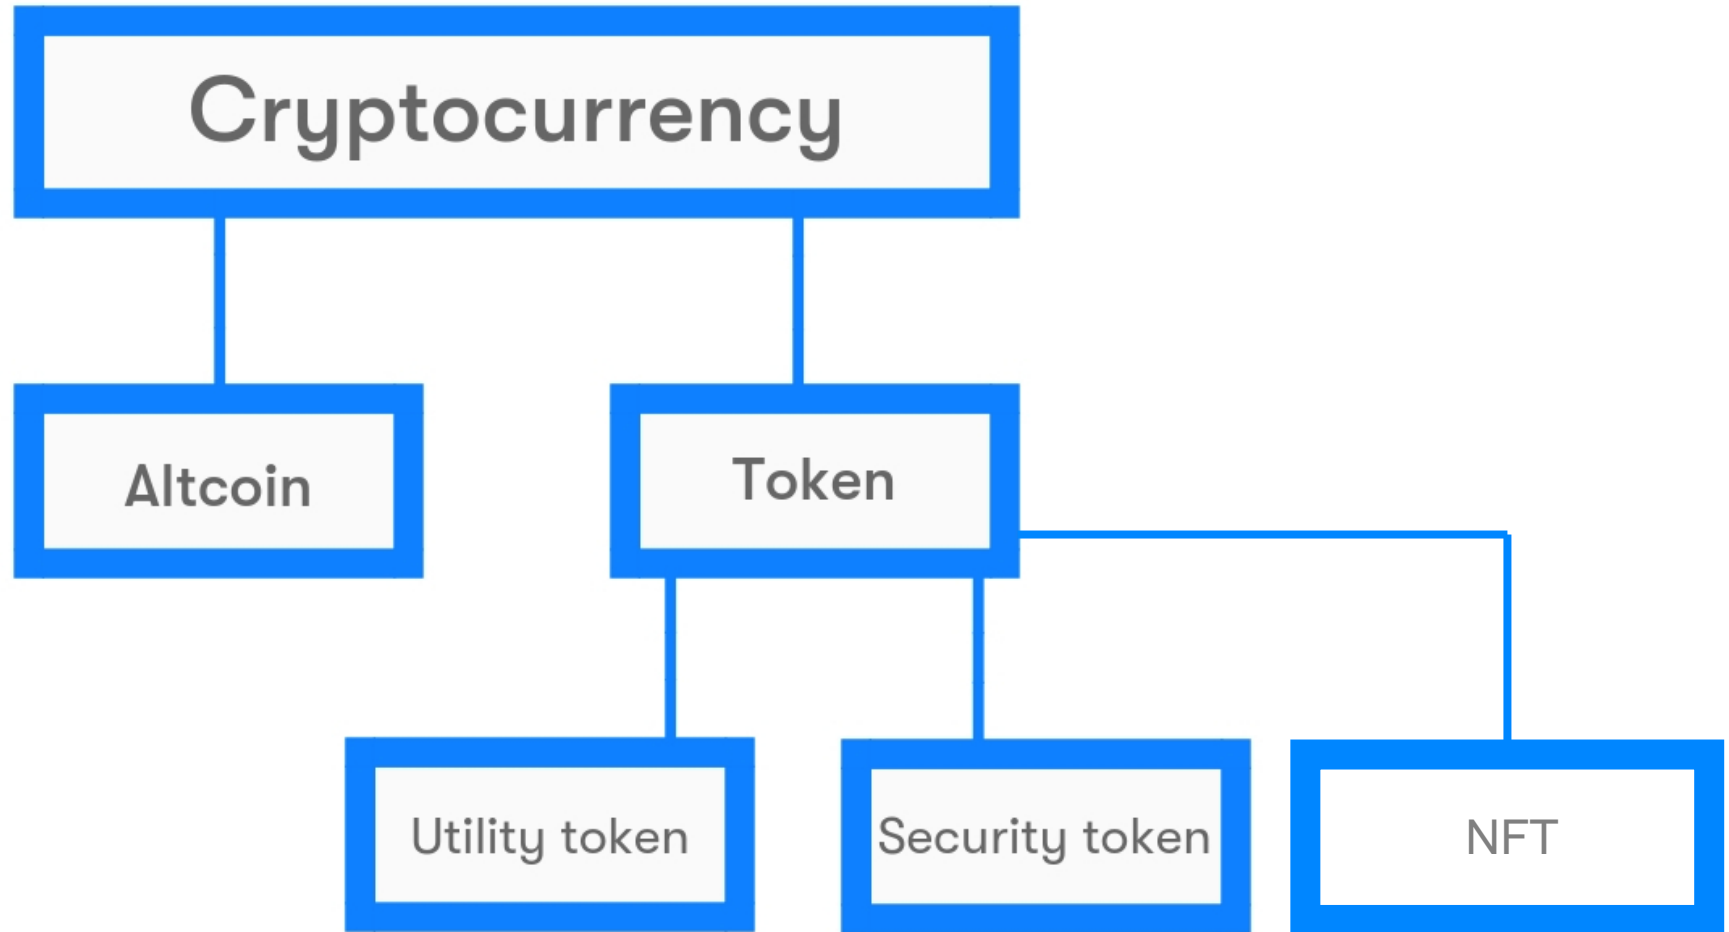 Cryptocurrency
Altcoin
Token
Utility token
Security token
NFT